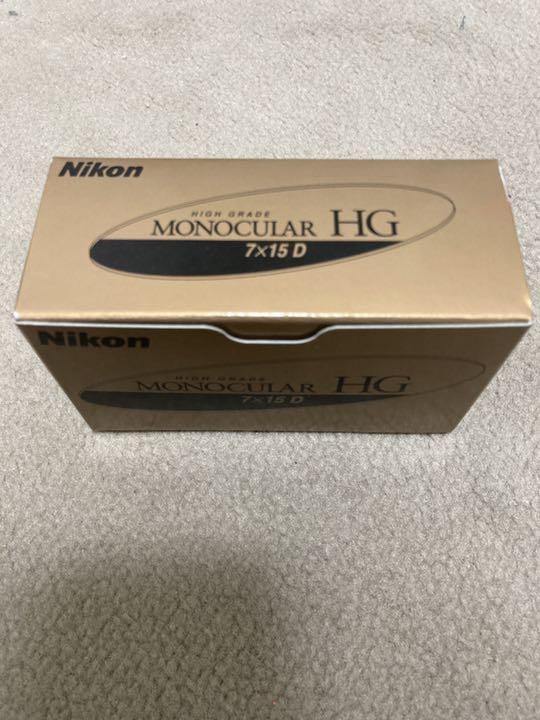 Nikon
HIGH GRADE
MONOCULAR HG
7×15 D
Nikon
HIGH GRADE
MONOCULAR HG
7×15 D